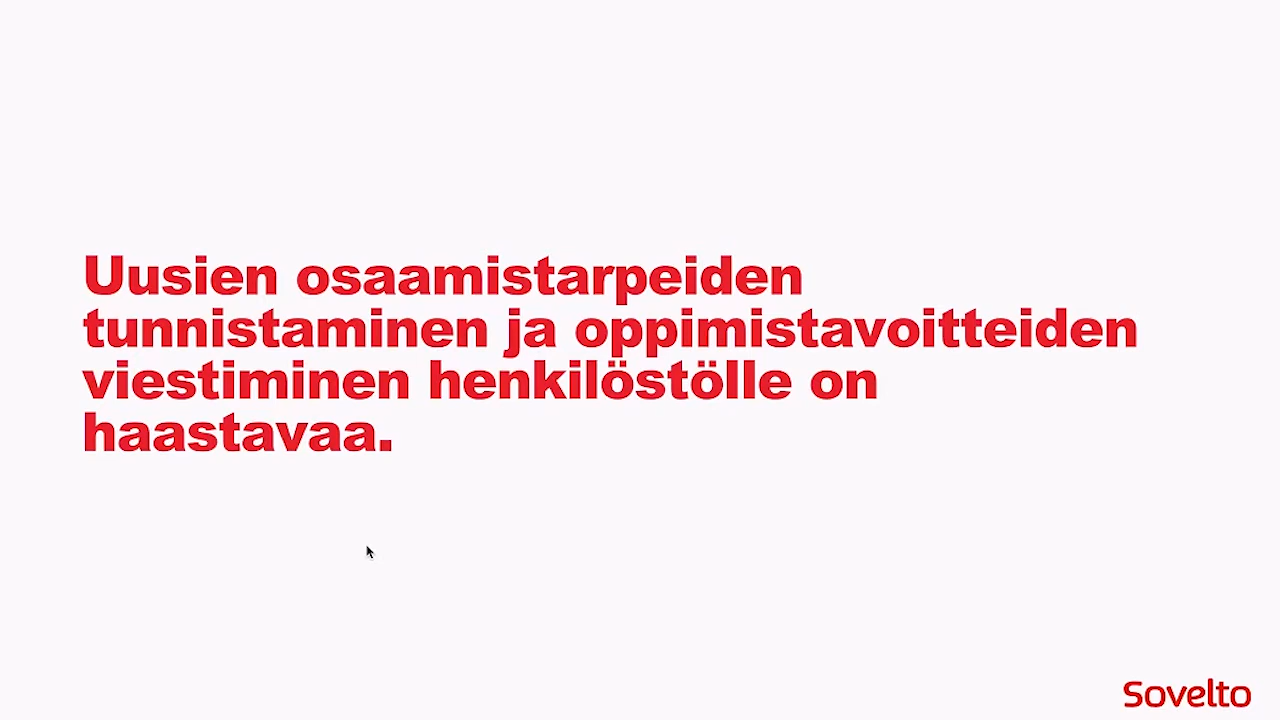 Uusien osaamistarpeiden
tunnistaminen ja oppimistavoitteiden
viestiminen henkilöstölle on
haastavaa.
Sovelto